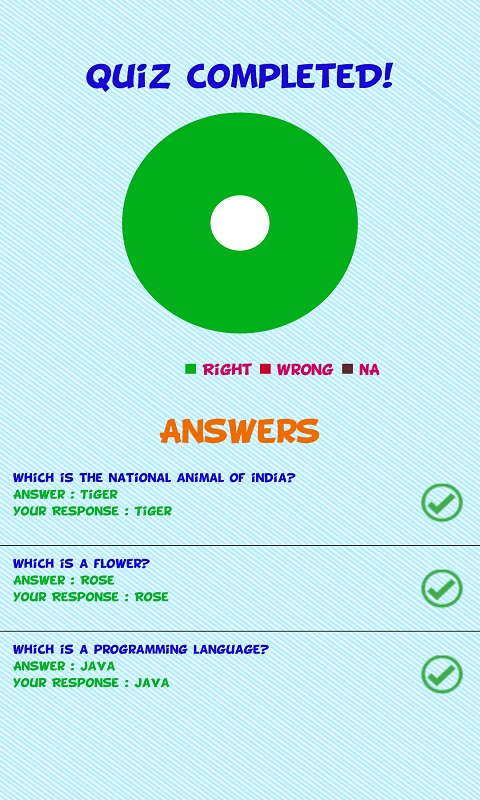 QUIZ COMPLETED!
RIGHT WRONG NA
ANSWERS
WHICH IS THE NATIONAL ANIMAL OF INDIA?
ANSWER : TIGER
YOUR RESPONSE : TIGER
WHICH IS A FLOWER?
ANSWER : ROSE
YOUR RESPONSE : ROSE
WHICH IS A PROGRAMMING LANGUAGE?
ANSWER : JAVA
YOUR RESPONSE : JAVA